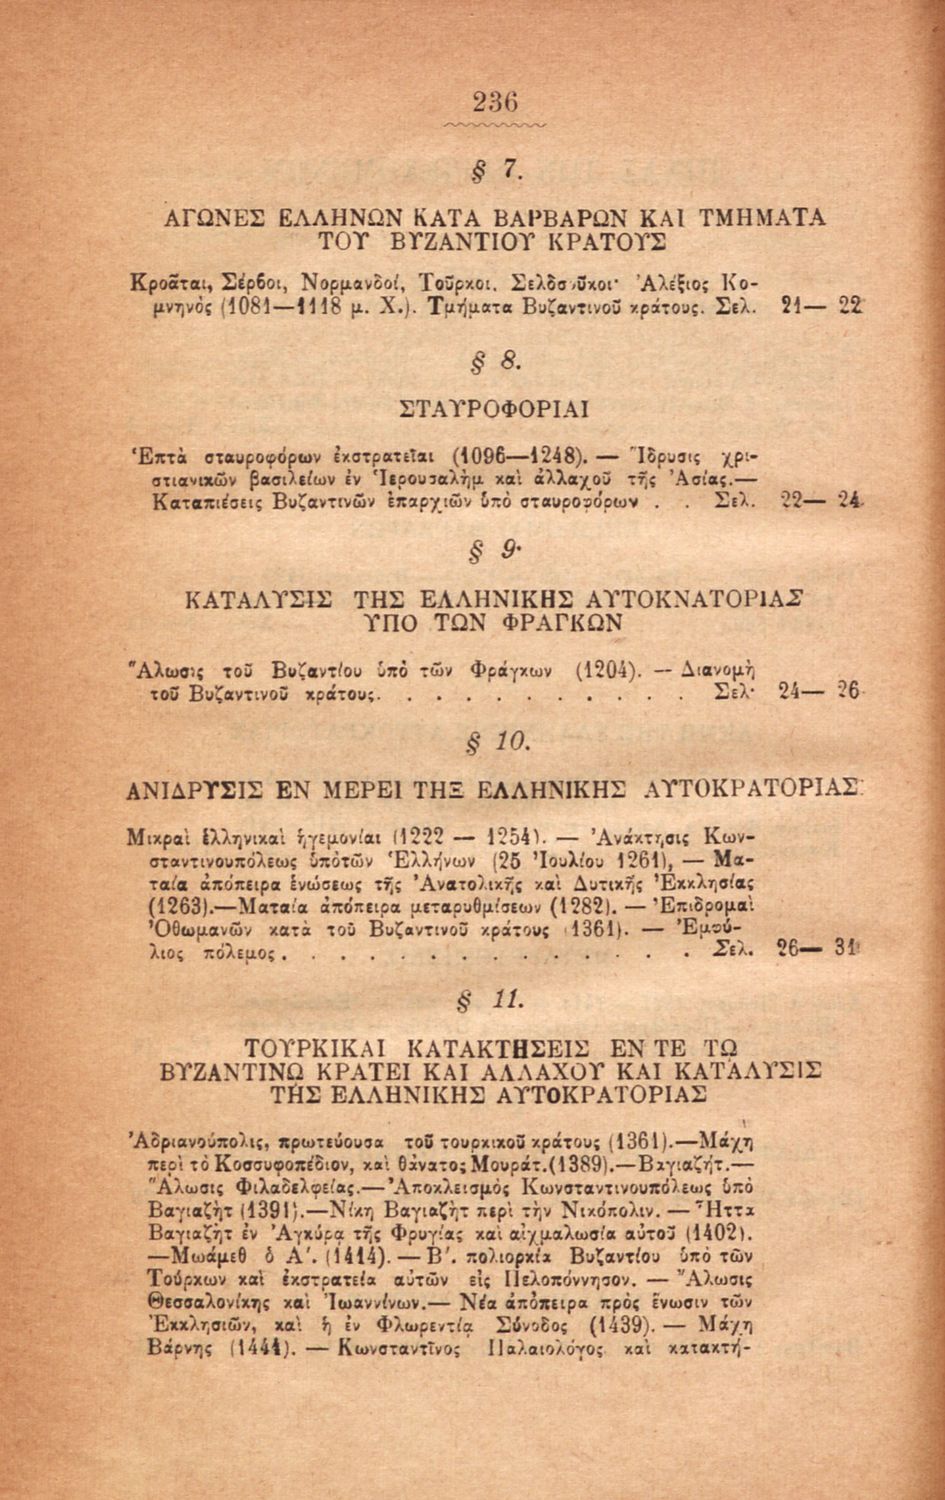 236
§ 7.
ΑΓΩΝΕΣ ΕΛΛΗΝΩΝ ΚΑΤΑ ΒΑΡΒΑΡΩΝ ΚΑΙ ΤΜΗΜΑΤΑ
ΤΟΥ ΒΥΖΑΝΤΙΟΥ ΚΡΑΤΟΥΣ
Κροᾶται, Σέρβοι, Νορμανδοί, Τοῦρκοι. Σελδσοῦκοι· Ἀλέξιος Κο-
μνηνός (1081—1118 μ. Χ.). Τμήματα Βυζαντινοῦ κράτους. Σελ. 21— 22
§ 8.
ΣΤΑΥΡΟΦΟΡΙΑΙ
Ἑπτὰ σταυροφόρων ἐκστρατεῖαι (1096—1248). — Ἵδρυσις χρι-
στιανικῶν βασιλείων ἐν Ἱερουσαλὴμ καὶ ἀλλαχοῦ τῆς Ἀσίας.—
Καταπιέσεις Βυζαντινῶν ἐπαρχιῶν ὑπὸ σταυροφόρων . . Σελ. 22— 24
§ 9·
ΚΑΤΑΛΥΣΙΣ ΤΗΣ ΕΛΛΗΝΙΚΗΣ ΑΥΤΟΚΝΑΤΟΡΙΑΣ
ΥΠΟ ΤΩΝ ΦΡΑΓΚΩΝ
Ἅλωσις τοῦ Βυζαντίου ὑπὸ τῶν Φράγκων (1204). — Διανομὴ
τοῦ Βυζαντινοῦ κράτους. . . . . . . . . . . Σελ· 24— 26
§ 10.
ΑΝΙΔΡΥΣΙΣ ΕΝ ΜΕΡΕΙ ΤΗΣ ΕΛΛΗΝΙΚΗΣ ΑΥΤΟΚΡΑΤΟΡΙΑΣ
Μικραὶ ἑλληνικαὶ ἡγεμονίαι (1222 — 1254). — Ἀνάκτησις Κων-
σταντινουπόλεως ὑπὸτῶν Ἑλλήνων (25 Ἰουλίου 1261), — Μα-
ταία ἀπόπειρα ἑνώσεως τῆς Ἀνατολικῆς καὶ Δυτικῆς Ἐκκλησίας
(1263).—Ματαία ἀπόπειρα μεταρυθμίσεων (1282). — Ἐπιδρομαὶ
Ὀθωμανῶν κατὰ τοῦ Βυζαντινοῦ κράτους 1361). — Ἐμφύ-
λιος πόλεμος . . . . . . . . . . . . . . Σελ. 26— 31
§ 11.
ΤΟΥΡΚΙΚΑΙ ΚΑΤΑΚΤΗΣΕΙΣ ΕΝ ΤΕ ΤΩ
ΒΥΖΑΝΤΙΝΩ ΚΡΑΤΕΙ ΚΑΙ ΑΛΛΑΧΟΥ ΚΑΙ ΚΑΤΑΛΥΣΙΣ
ΤΗΣ ΕΛΛΗΝΙΚΗΣ ΑΥΤΟΚΡΑΤΟΡΙΑΣ
Ἀδριανούπολις, πρωτεύουσα τοῦ τουρκικοῦ κράτους (1361).—Μάχη
περὶ τὸ Κοσσυφοπέδιον, καὶ θάνατος Μουράτ.(1389).—Βαγιαζήτ.—
Ἅλωσις Φιλαδελφείας.—Ἀποκλεισμός Κωνσταντινουπόλεως ὑπὸ
Βαγιαζὴτ (1391).—Νίκη Βαγιαζὴτ περὶ τὴν Νικόπολιν. — Ἧττα
Βαγιαζὴτ ἐν Ἀγκύρᾳ τῆς Φρυγίας καὶ αἰχμαλωσία αὐτοῦ (1402).
—Μωάμεθ ὁ Α΄. (1414). — Β΄. πολιορκία Βυζαντίου ὑπὸ τῶν
Τούρκων καὶ ἐκστρατεία αὐτῶν εἰς Πελοπόννησον. — Ἅλωσις
Θεσσαλονίκης καὶ Ἰωαννίνων.— Νέα ἀπόπειρα πρὸς ἕνωσιν τῶν
Ἐκκλησιῶν, καὶ ἡ ἐν Φλωρεντίᾳ Σύνοδος (1439). — Μάχη
Βάρνης (1444). — Κωνσταντῖνος Παλαιολόγος καὶ κατακτή-